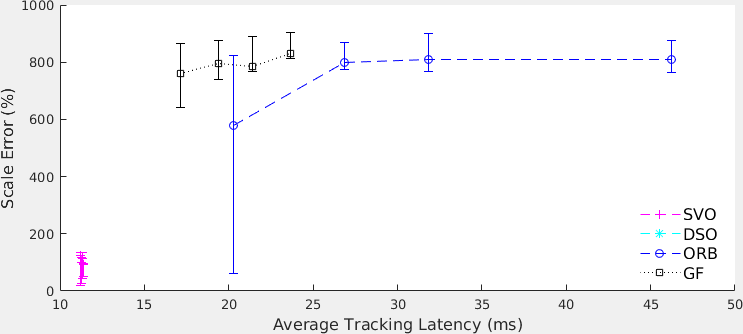 1000
800
600
400
200
0
Scale Error (%)
10 15 20 25 30 35 40 45 50
Average Tracking Latency (ms)
SVO
DSO
ORB
GF